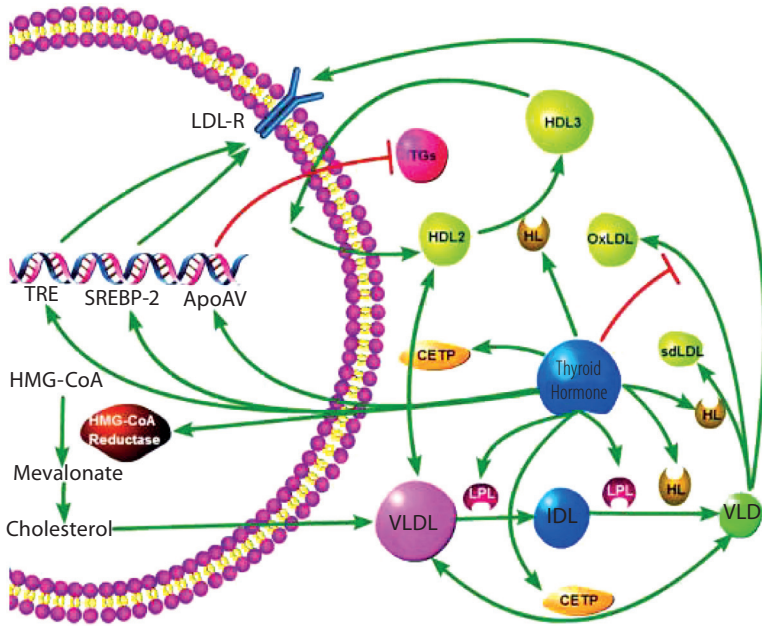 LDL-R
TGs
HDL3
HDL2
HL
OxLDL
TRE
SREBP-2
ApoAV
CETP
Thyroid
Hormone
sdLDL
HL
HMG-CoA
HMG-CoA
Reductase
Mevalonate
LPL
LPL
HL
Cholesterol
VLDL
IDL
VLD
CETP